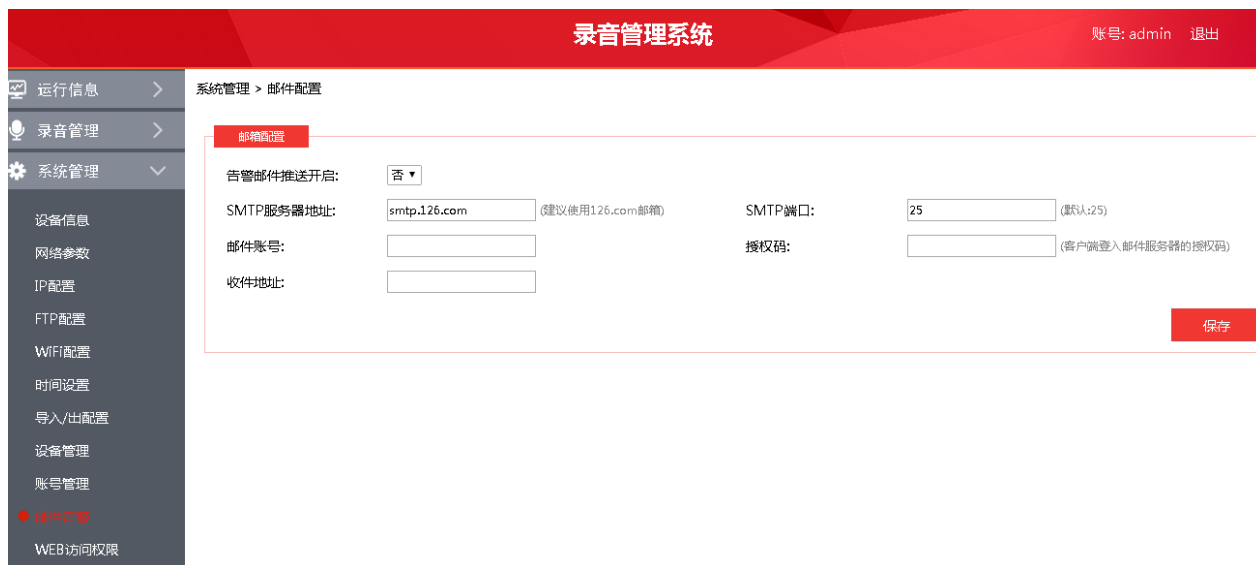 录音管理系统
账号: admin 退出
运行信息
录音管理
系统管理
设备信息
网络参数
IP配置
FTP配置
WiFi配置
时间设置
导入/出配置
设备管理
账号管理
邮件告警
WEB访问权限
系统管理 > 邮件配置
邮箱配置
告警邮件推送开启: 否
SMTP服务器地址: smtp.126.com (建议使用126.com邮箱) SMTP端口: 25 (默认:25)
邮件账号: 授权码: (客户端登入邮件服务器的授权码)
收件地址:
保存